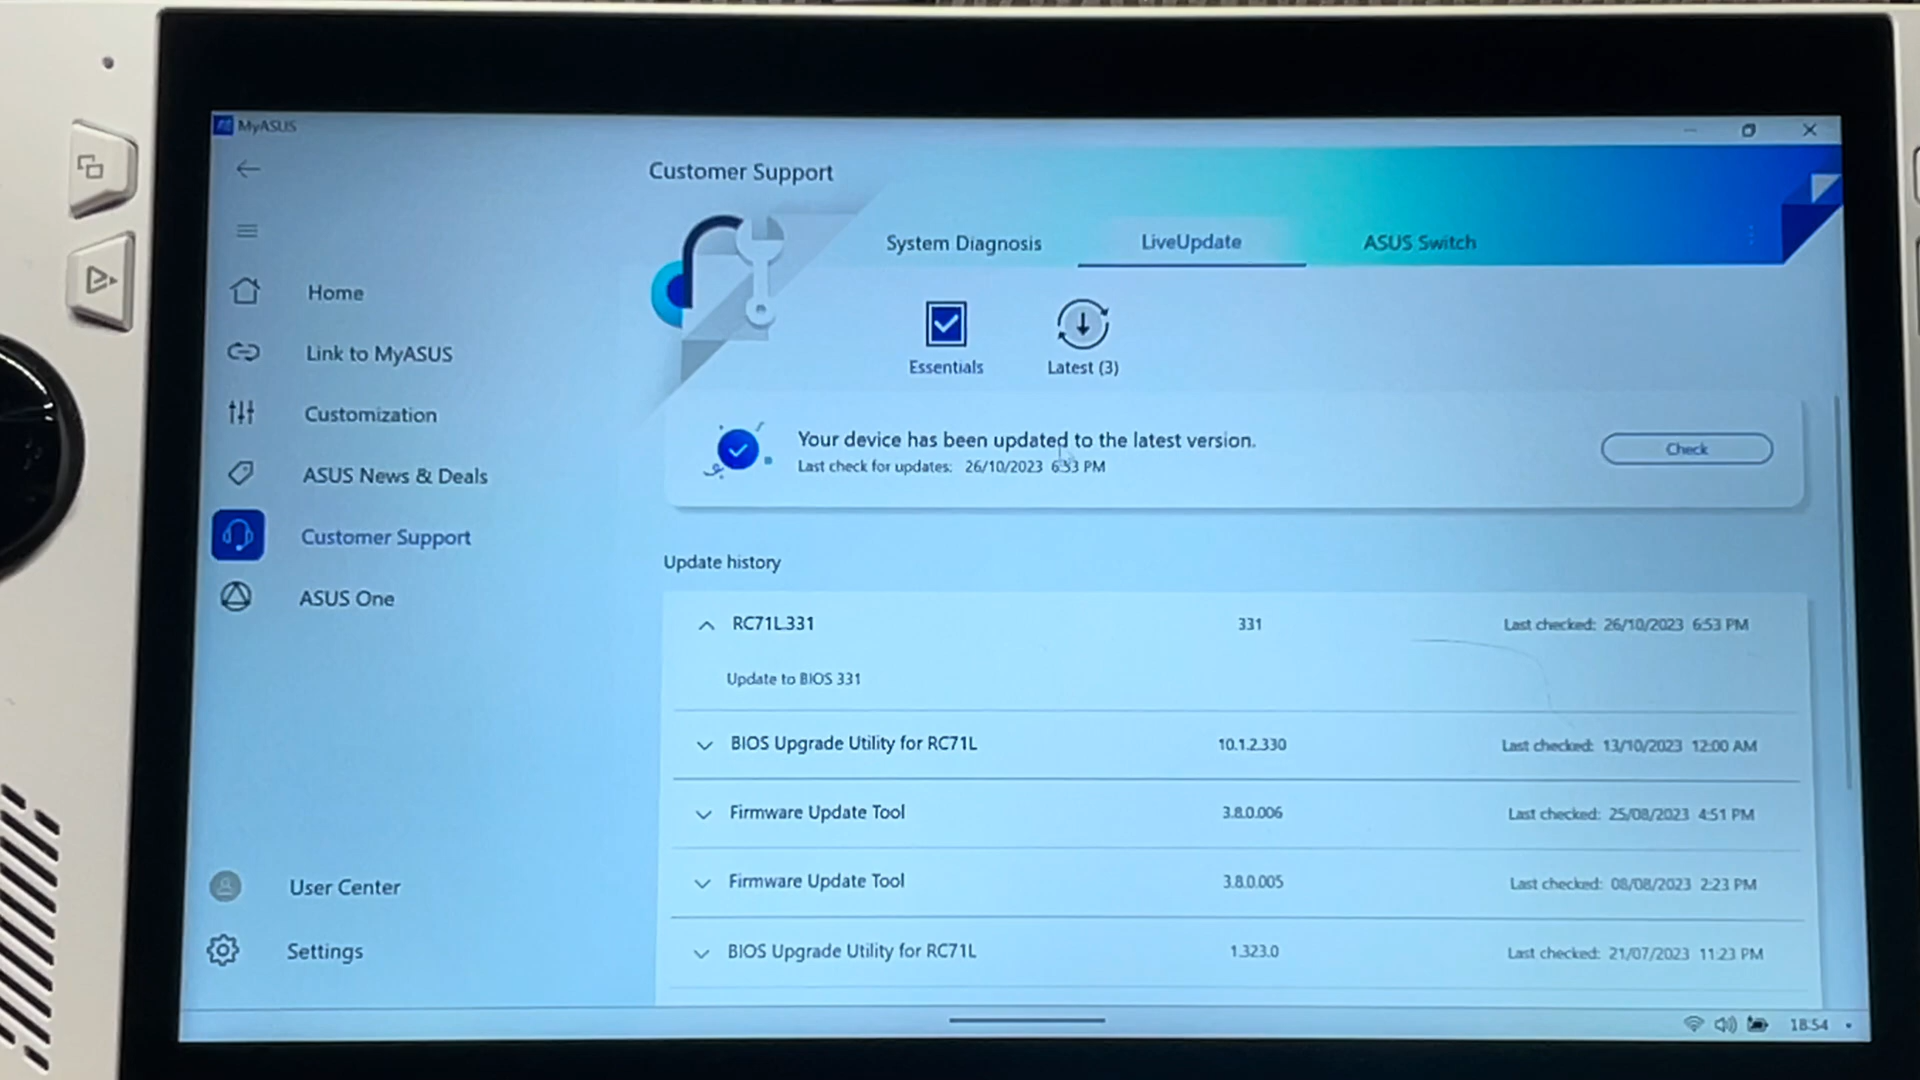 MyASUS
Customer Support
System Diagnosis
LiveUpdate
ASUS Switch
Home
Link to MyASUS
Customization
ASUS News & Deals
Customer Support
ASUS One
User Center
Settings
Essentials
Latest (3)
Your device has been updated to the latest version.
Last check for updates: 26/10/2023 6:53 PM
Check
Update history
RC71L.331 331 Last checked: 26/10/2023 6:53 PM
Update to BIOS 331
BIOS Upgrade Utility for RC71L 10.1.2.330 Last checked: 13/10/2023 12:00 AM
Firmware Update Tool 3.8.0.006 Last checked: 25/08/2023 4:51 PM
Firmware Update Tool 3.8.0.005 Last checked: 08/08/2023 2:23 PM
BIOS Upgrade Utility for RC71L 1.323.0 Last checked: 21/07/2023 11:23 PM
18:54